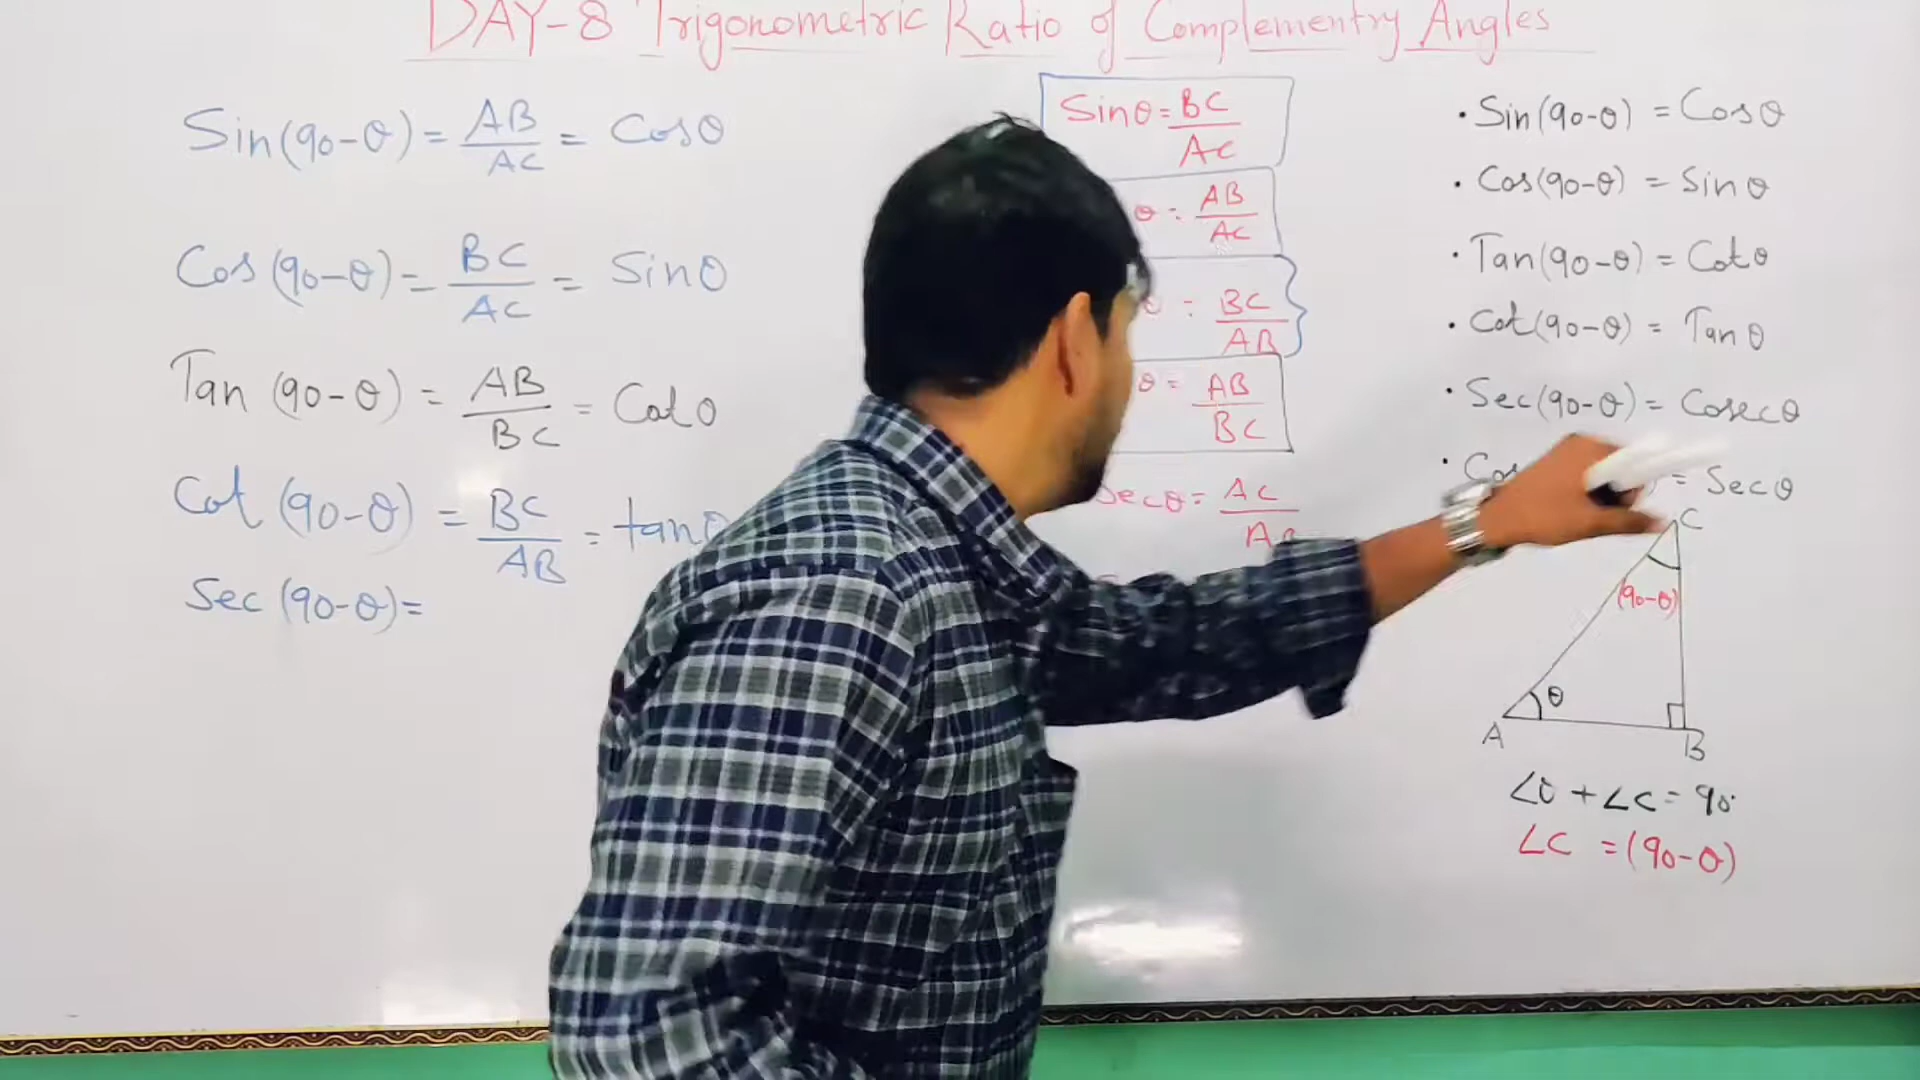 DAY-8 Trigonometric Ratio of Complementry Angles
Sin(90-θ) = AB/AC = Cosθ
Cos(90-θ) = BC/AC = Sinθ
Tan (90-θ) = AB/BC = Cotθ
Cot (90-θ) = BC/AB = tanθ
Sec (90-θ) =
Sinθ = BC/AC
θ = AB/AC
θ = BC/AB
θ = AB/BC
Secθ = AC/AB
• Sin(90-θ) = Cosθ
• Cos(90-θ) = Sinθ
• Tan(90-θ) = Cotθ
• Cot(90-θ) = Tanθ
• Sec(90-θ) = Cosecθ
• Cos = Secθ
C
(90-θ)
θ
A
B
∠θ + ∠C = 90°
∠C = (90-θ)